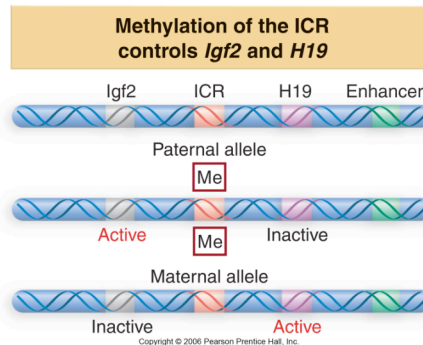 Methylation of the ICR
controls Igf2 and H19
Igf2 ICR H19 Enhancer
Paternal allele
Me
Active Me Inactive
Maternal allele
Inactive Active
Copyright © 2006 Pearson Prentice Hall, Inc.